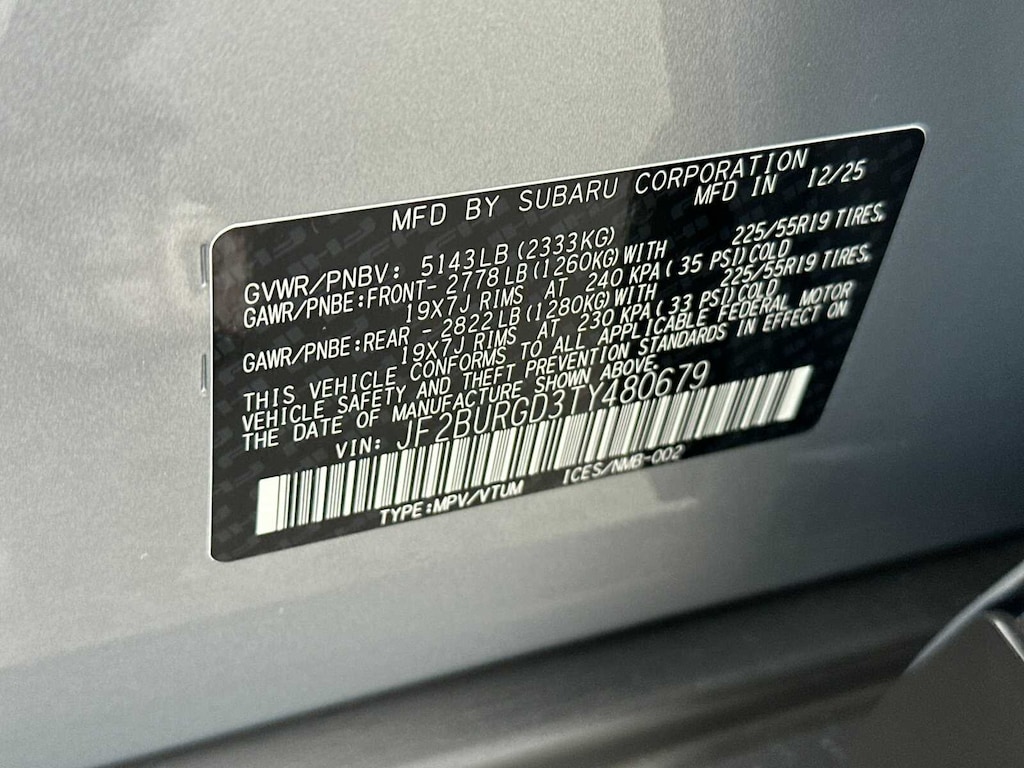 MFD BY SUBARU CORPORATION
MFD IN 12/25
GVWR/PNBV: 5143LB(2333KG)
GAWR/PNBE:FRONT- 2778LB(1260KG)WITH 225/55R19 TIRES,
19X7J RIMS AT 240 KPA(35 PSI)COLD
GAWR/PNBE:REAR - 2822LB(1280KG)WITH 225/55R19 TIRES,
19X7J RIMS AT 230 KPA(33 PSI)COLD
THIS VEHICLE CONFORMS TO ALL APPLICABLE FEDERAL MOTOR
VEHICLE SAFETY AND THEFT PREVENTION STANDARDS IN EFFECT ON
THE DATE OF MANUFACTURE SHOWN ABOVE.
VIN: JF2BURGD3TY480679
TYPE:MPV/VTUM ICES/NMB-002